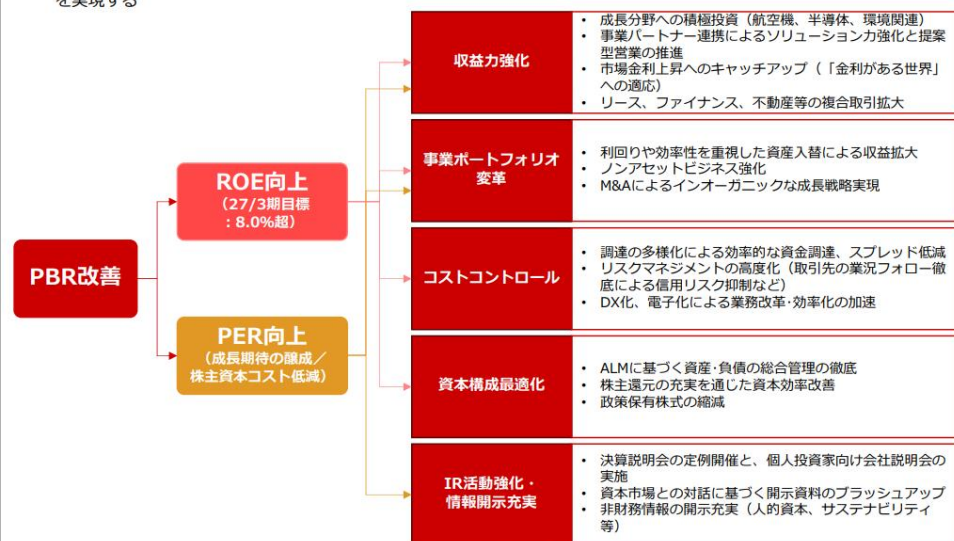 を実現する
PBR改善
ROE向上
(27/3期目標
:8.0%超)
PER向上
(成長期待の醸成/
株主資本コスト低減)
収益力強化
• 成長分野への積極投資(航空機、半導体、環境関連)
• 事業パートナー連携によるソリューション力強化と提案
型営業の推進
• 市場金利上昇へのキャッチアップ(「金利がある世界」
への適応)
• リース、ファイナンス、不動産等の複合取引拡大
事業ポートフォリオ
変革
• 利回りや効率性を重視した資産入替による収益拡大
• ノンアセットビジネス強化
• M&Aによるインオーガニックな成長戦略実現
コストコントロール
• 調達の多様化による効率的な資金調達、スプレッド低減
• リスクマネジメントの高度化(取引先の業況フォロー徹
底による信用リスク抑制など)
• DX化、電子化による業務改革・効率化の加速
資本構成最適化
• ALMに基づく資産・負債の総合管理の徹底
• 株主還元の充実を通じた資本効率改善
• 政策保有株式の縮減
IR活動強化・
情報開示充実
• 決算説明会の定例開催と、個人投資家向け会社説明会の
実施
• 資本市場との対話に基づく開示資料のブラッシュアップ
• 非財務情報の開示充実(人的資本、サステナビリティ
等)